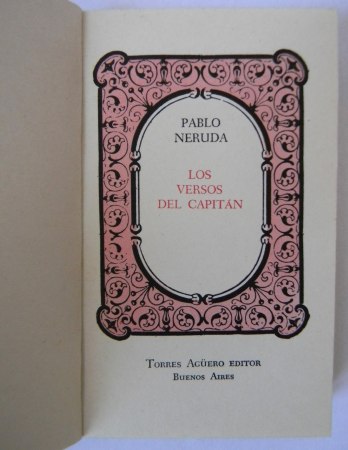 PABLO
NERUDA
LOS
VERSOS
DEL CAPITÁN
TORRES AGÜERO EDITOR
BUENOS AIRES